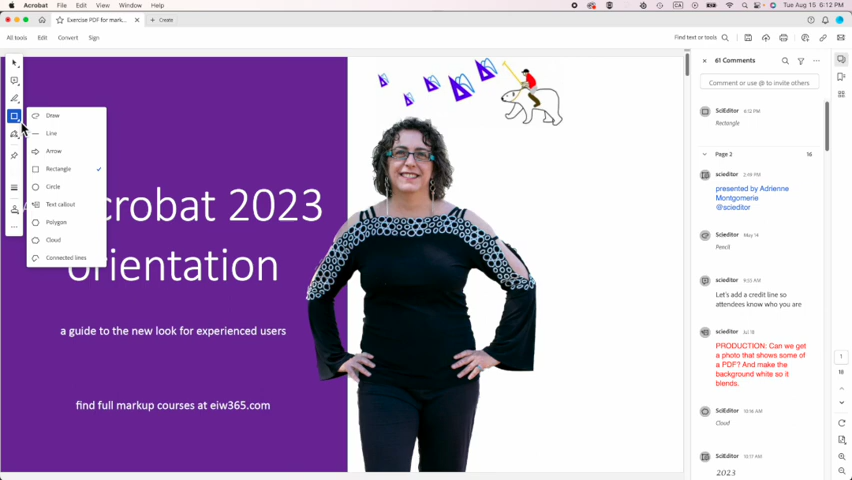 Acrobat File Edit View Window Help
CA
Tue Aug 15 6:12 PM
Exercise PDF for mark...
Create
All tools Edit Convert Sign
Find text or tools
61 Comments
Comment or use @ to invite others
Draw
Line
Arrow
Rectangle
Circle
Text callout
Polygon
Cloud
Connected lines
crobat 2023
orientation
a guide to the new look for experienced users
find full markup courses at eiw365.com
SciEditor 4:12 PM
Rectangle
Page 2 16
scieditor 2:49 PM
presented by Adrienne
Montgomerie
@scieditor
scieditor May 14
Pencil
scieditor 9:33 AM
Let's add a credit line so
attendees know who you are
scieditor Jul 18
PRODUCTION: Can we get
a photo that shows some of
a PDF? And make the
background white so it
blends.
SciEditor 10:16 AM
Cloud
SciEditor 10:17 AM
2023
1
18